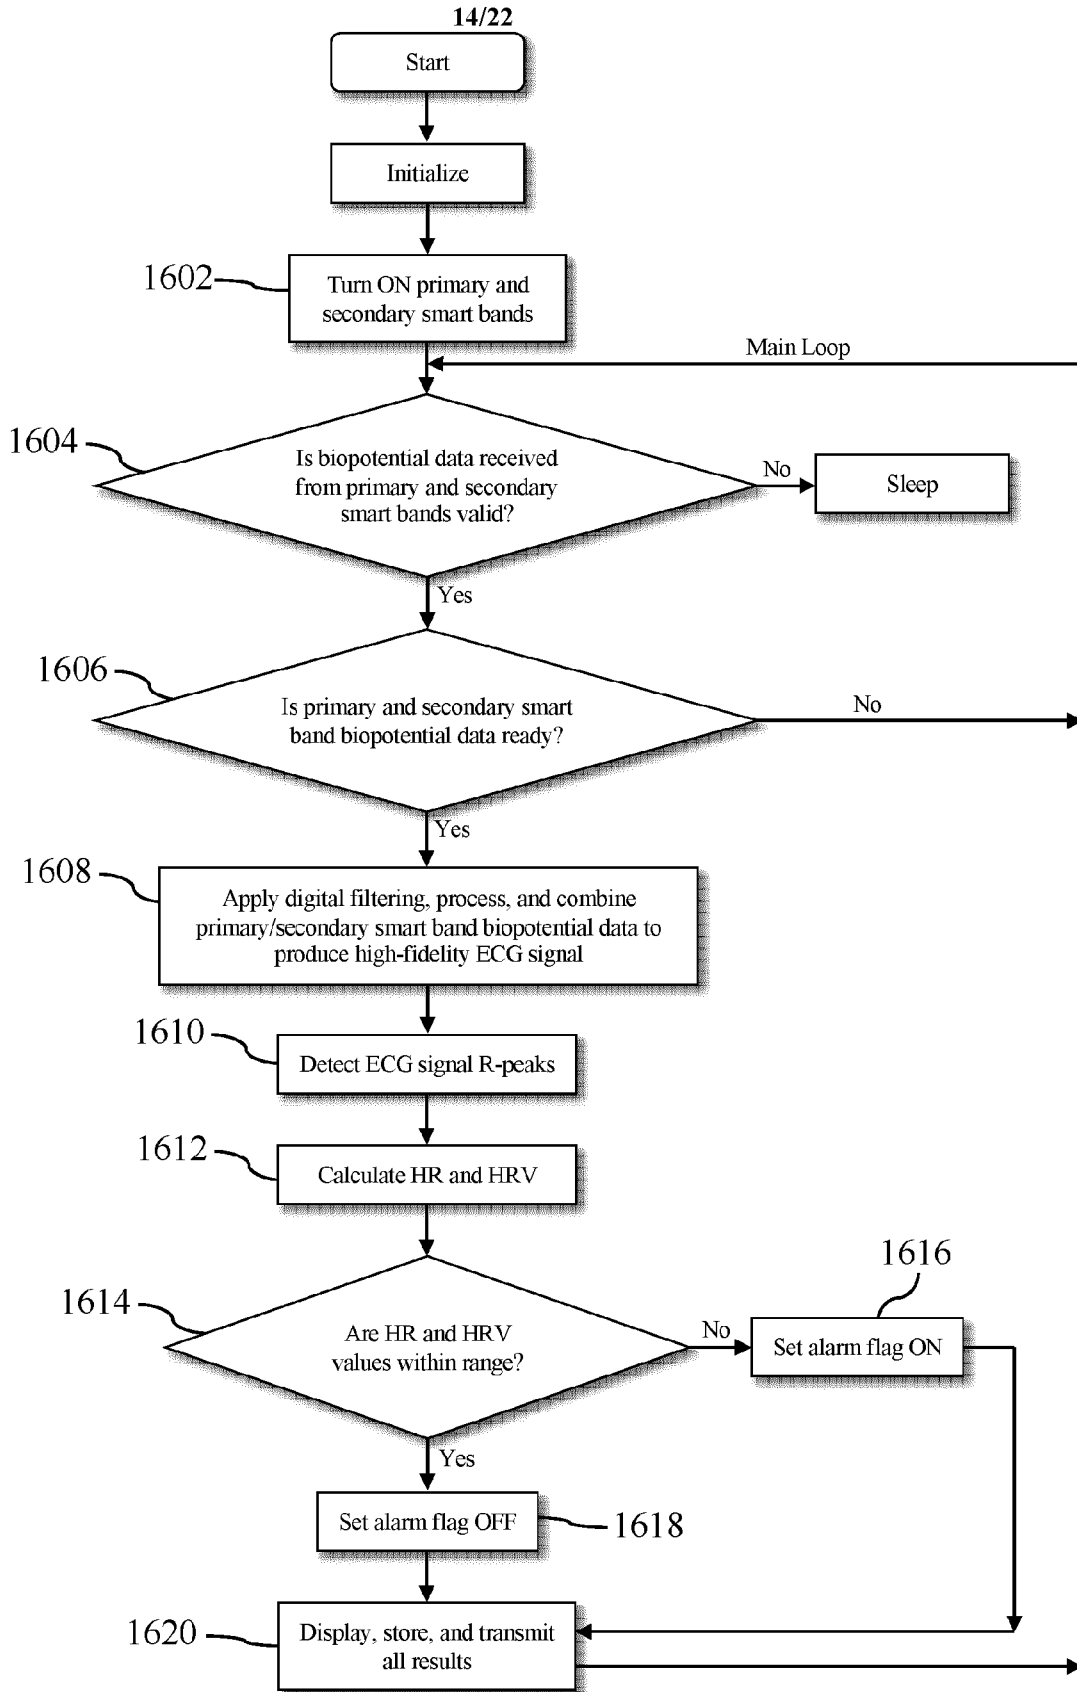 14/22
Start
Initialize
1602
Turn ON primary and
secondary smart bands
Main Loop
1604
Is biopotential data received
from primary and secondary
smart bands valid?
No
Sleep
Yes
1606
Is primary and secondary smart
band biopotential data ready?
No
Yes
1608
Apply digital filtering, process, and combine
primary/secondary smart band biopotential data to
produce high-fidelity ECG signal
1610
Detect ECG signal R-peaks
1612
Calculate HR and HRV
1614
Are HR and HRV
values within range?
No
1616
Set alarm flag ON
Yes
Set alarm flag OFF
1618
1620
Display, store, and transmit
all results